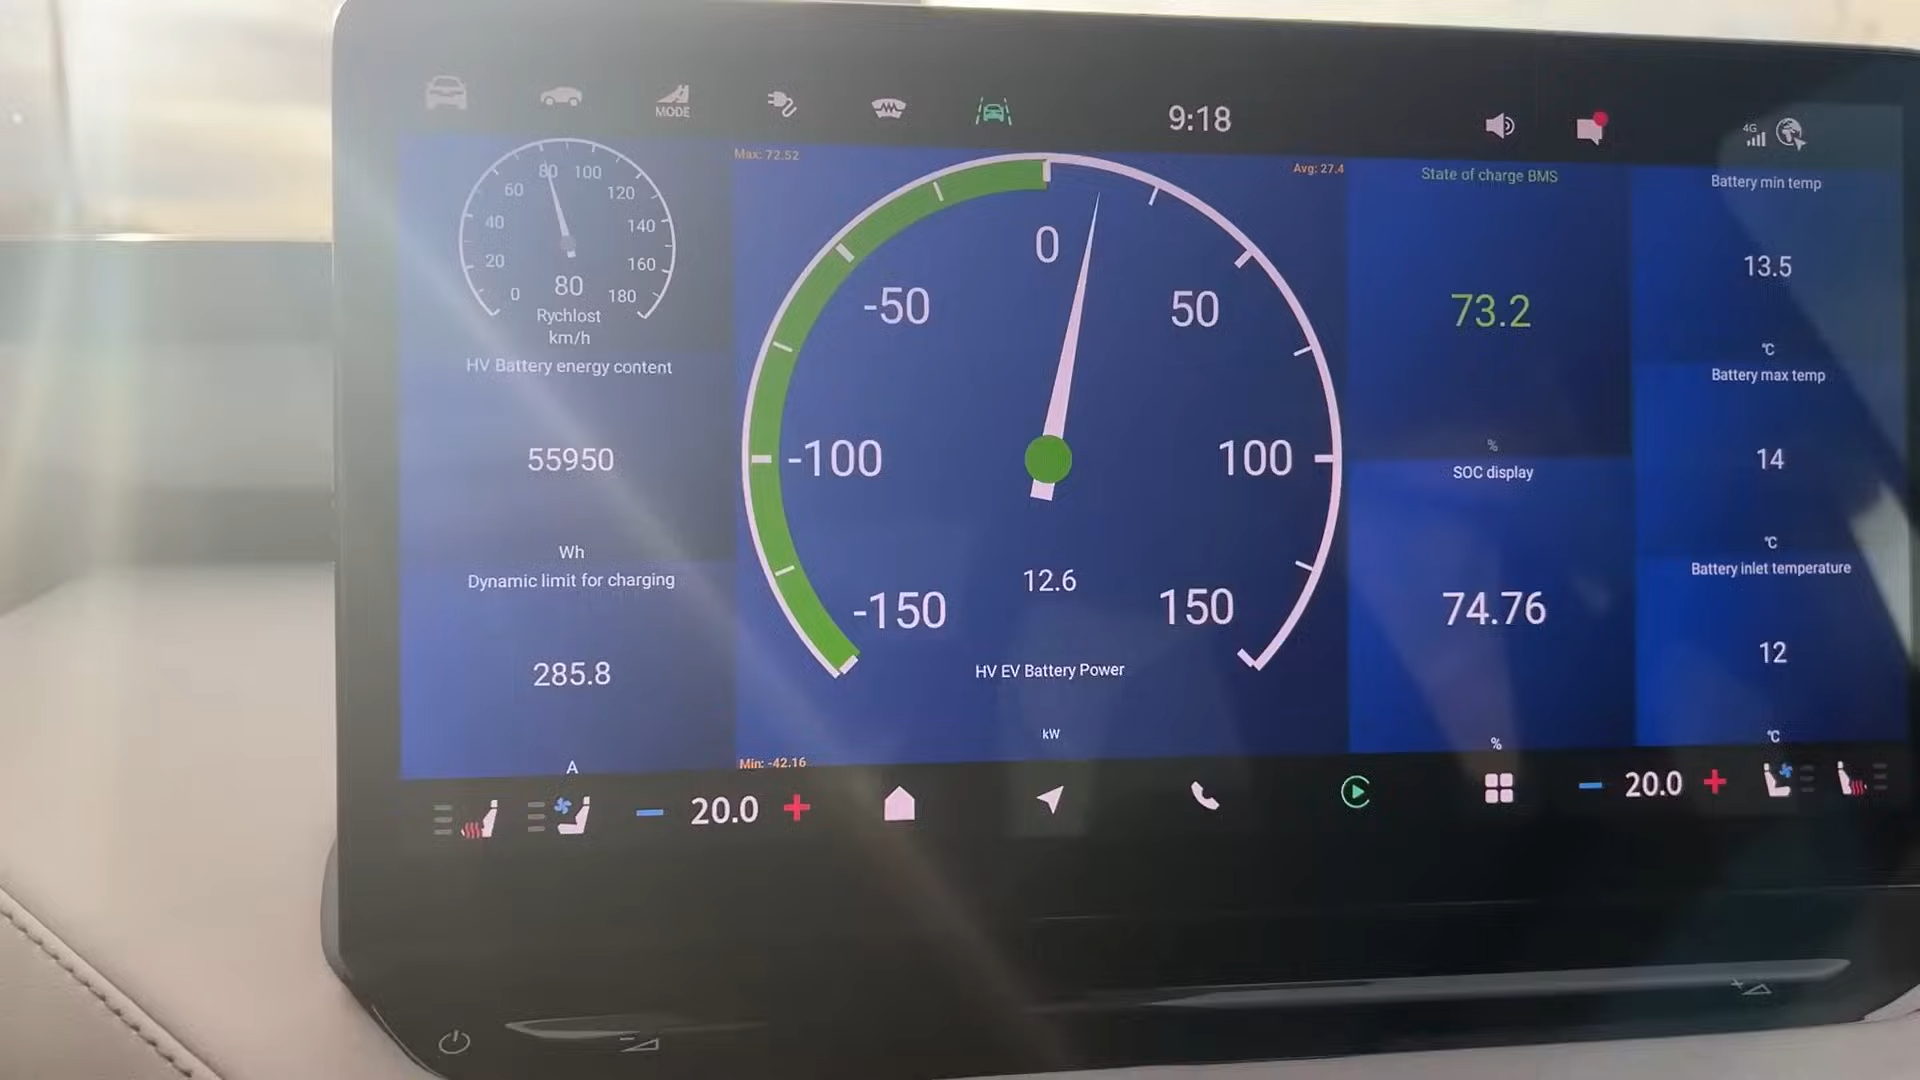 MODE
9:18
4G
80 100
60 120
40 140
20 160
0 180
80
Rychlost
km/h
HV Battery energy content
55950
Wh
Dynamic limit for charging
285.8
A
Max: 72.52
Avg: 27.4
0
-50 50
-100 100
-150 150
12.6
HV EV Battery Power
kW
Min: -42.16
State of charge BMS
73.2
%
SOC display
74.76
%
Battery min temp
13.5
°C
Battery max temp
14
°C
Battery inlet temperature
12
°C
20.0
20.0